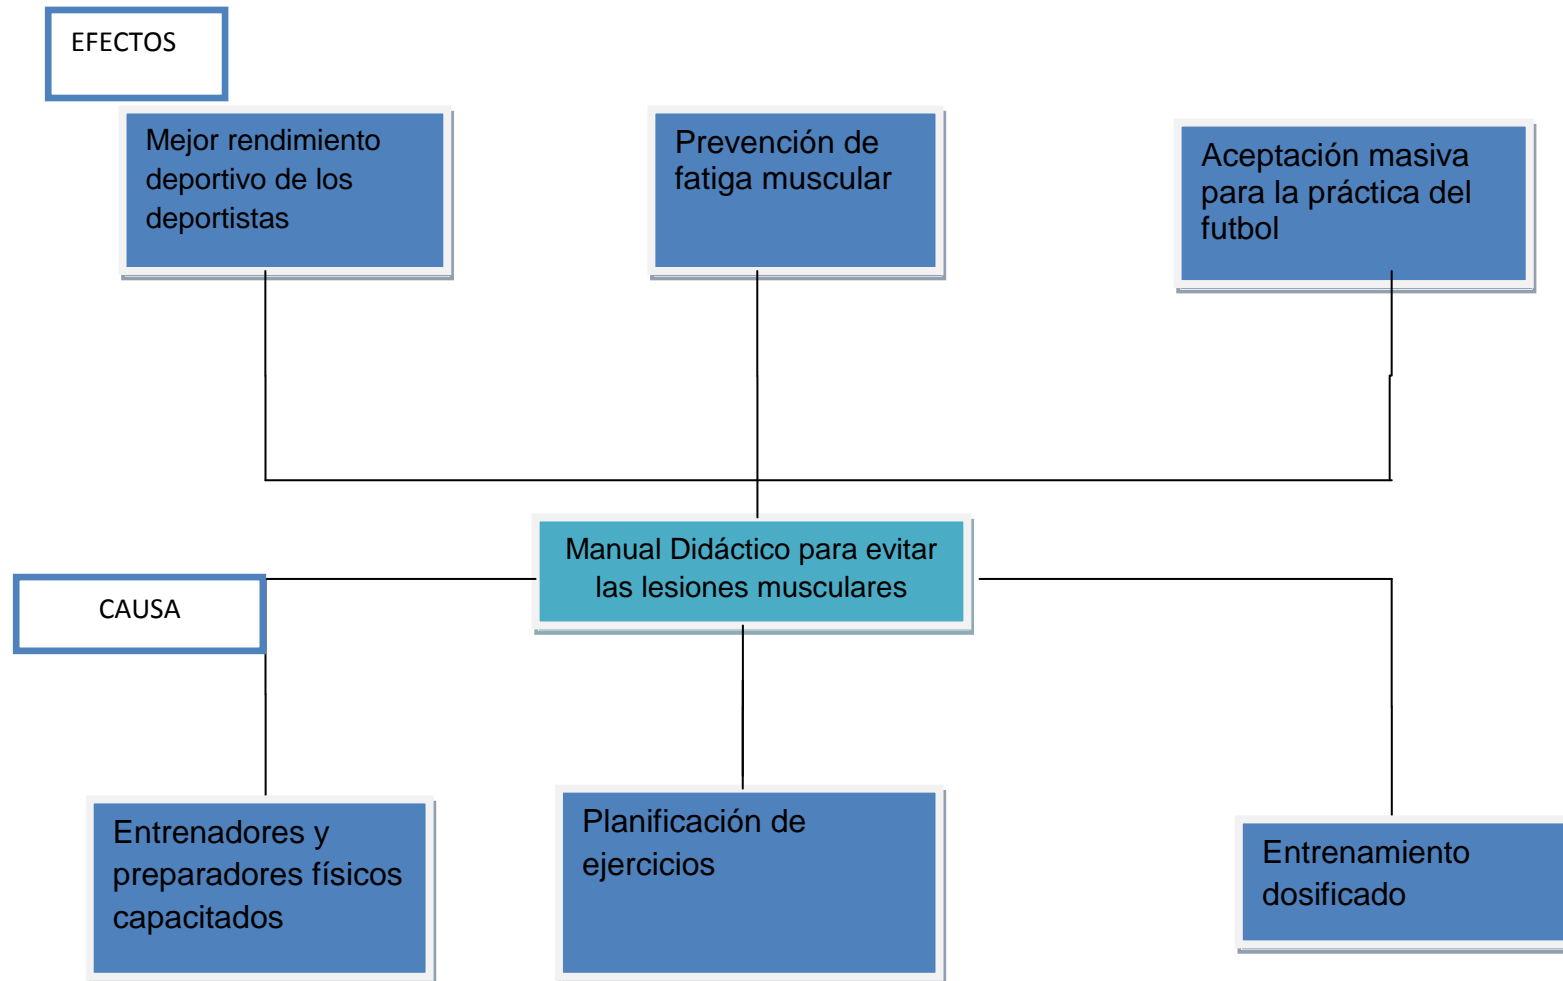 EFECTOS
Mejor rendimiento
deportivo de los
deportistas
Prevención de
fatiga muscular
Aceptación masiva
para la práctica del
futbol
Manual Didáctico para evitar
las lesiones musculares
CAUSA
Entrenadores y
preparadores físicos
capacitados
Planificación de
ejercicios
Entrenamiento
dosificado